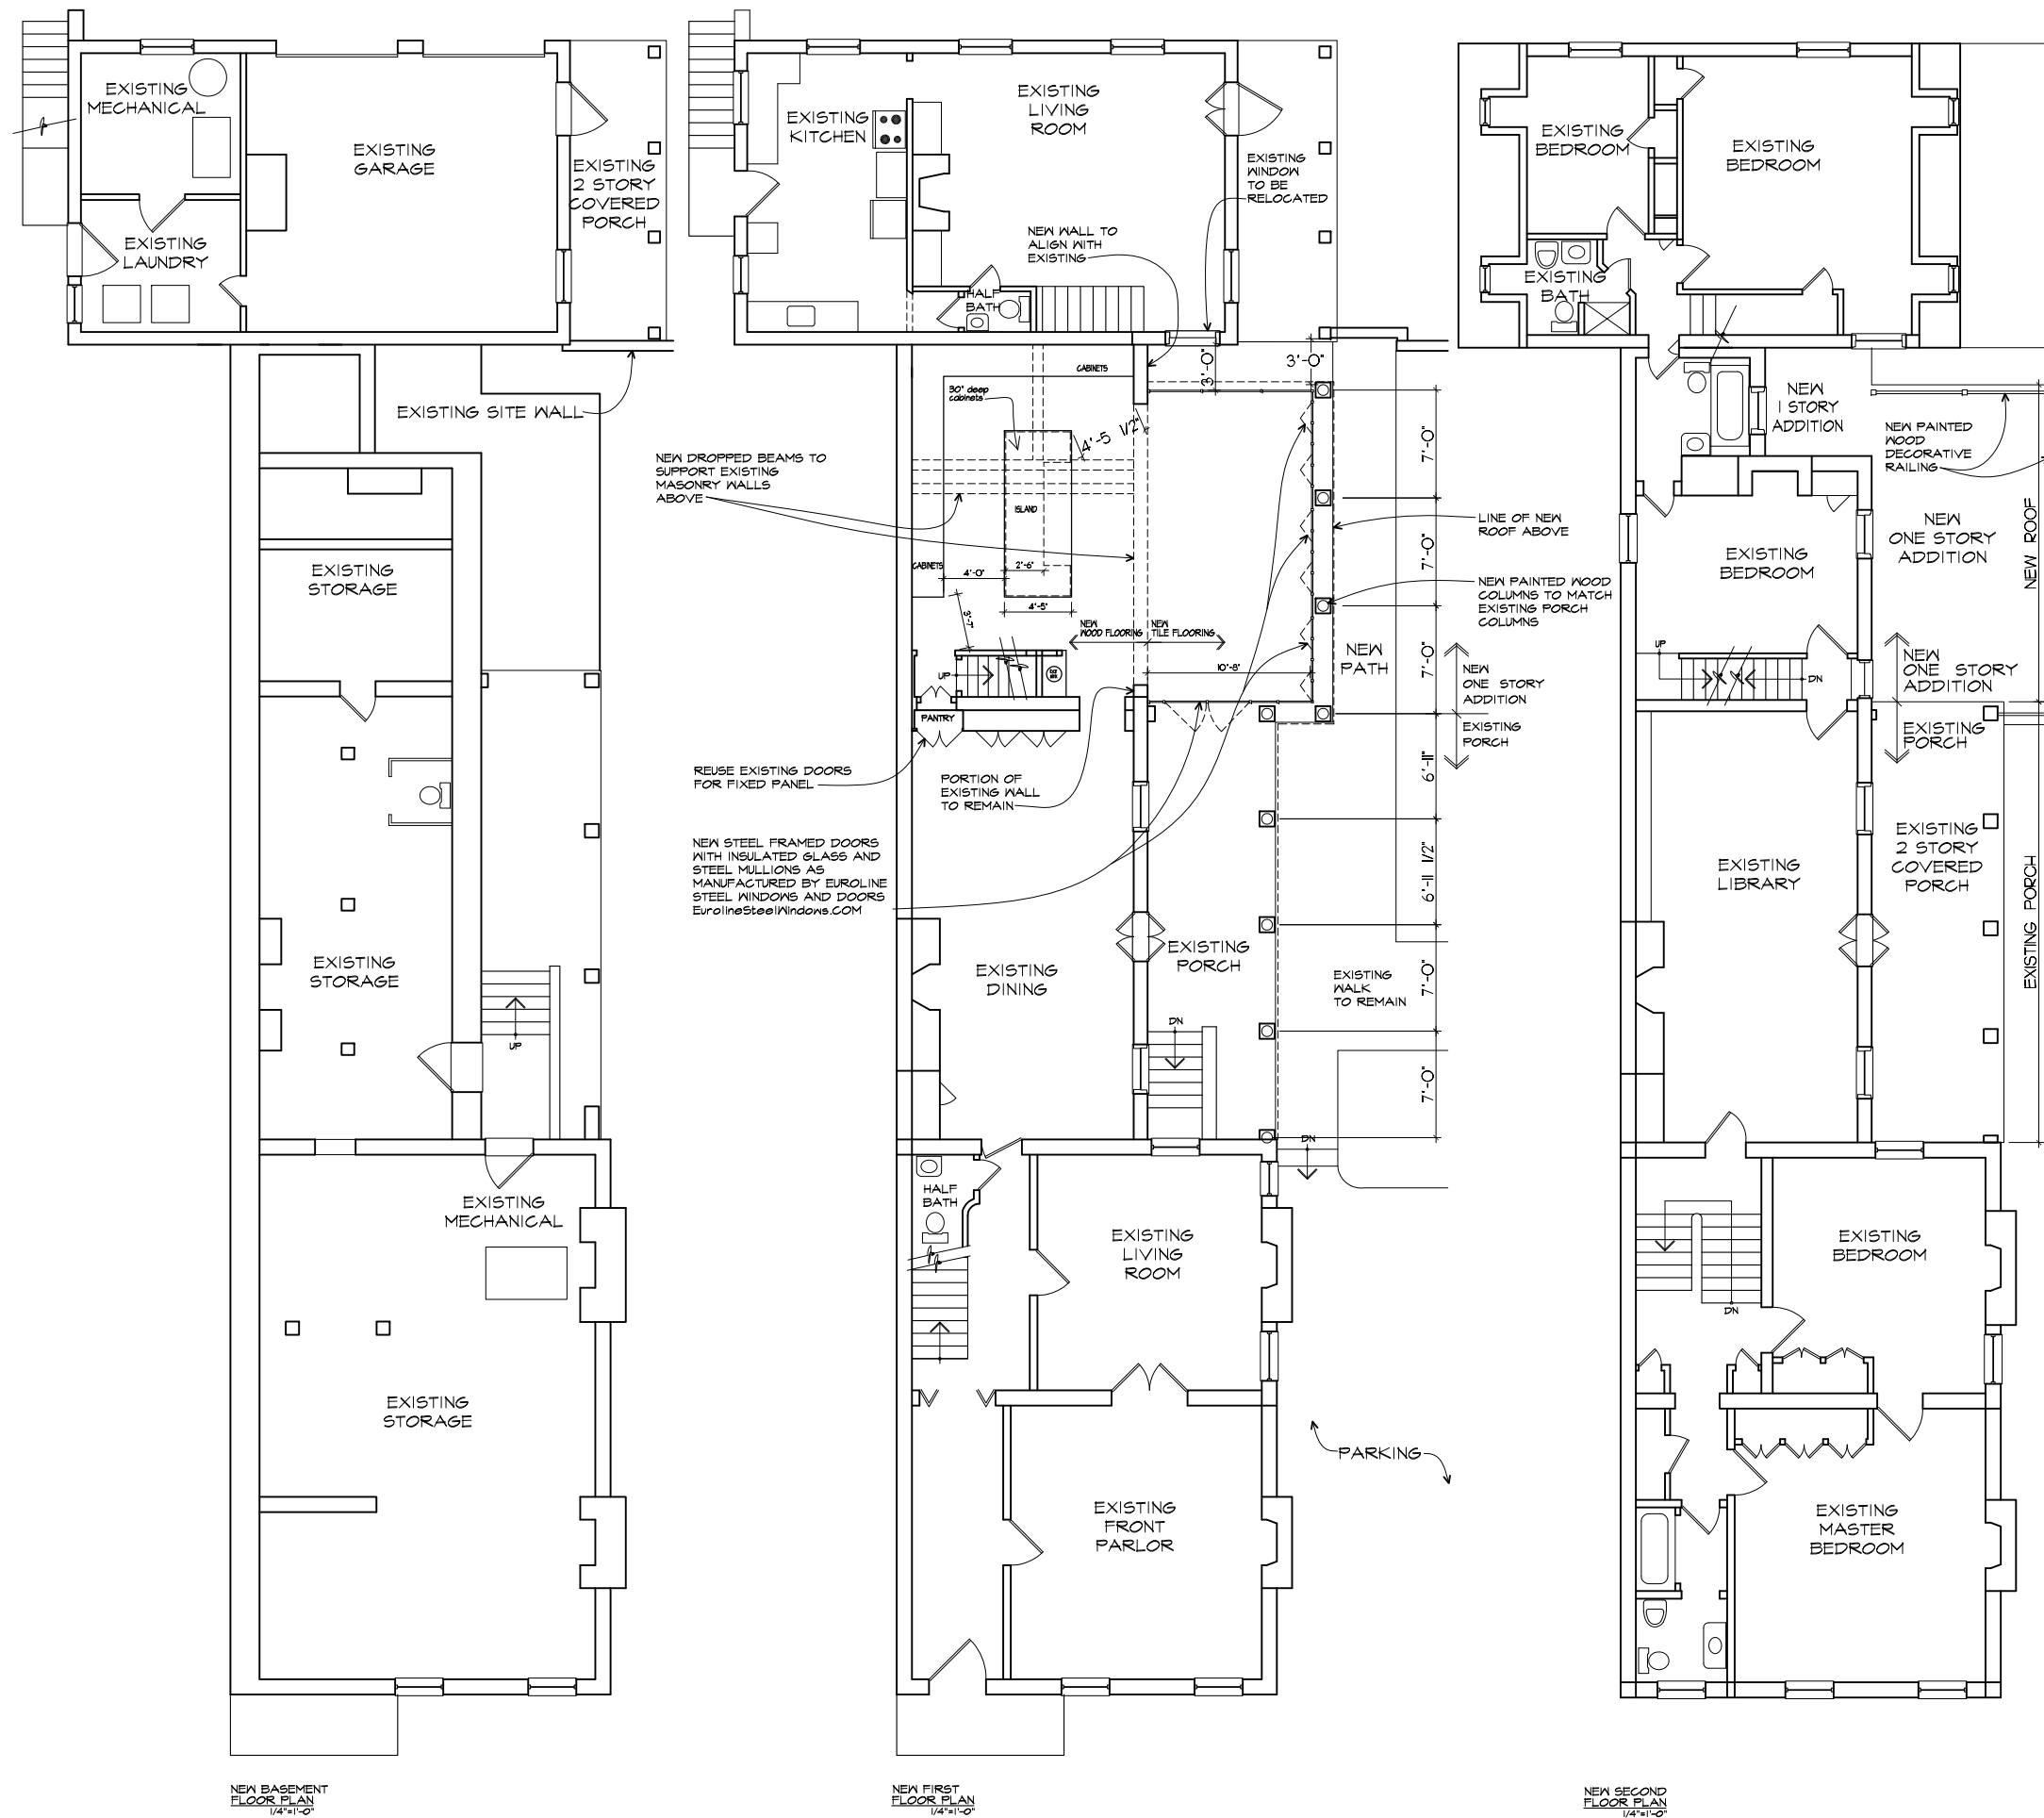 EXISTING
MECHANICAL
EXISTING
GARAGE
EXISTING
2 STORY
COVERED
PORCH
EXISTING
LAUNDRY
EXISTING SITE WALL
EXISTING
STORAGE
EXISTING
STORAGE
UP
EXISTING
MECHANICAL
EXISTING
STORAGE
NEW BASEMENT
FLOOR PLAN
1/4"=1'-0"
EXISTING
KITCHEN
EXISTING
LIVING
ROOM
EXISTING
WINDOW
TO BE
RELOCATED
NEW WALL TO
ALIGN WITH
EXISTING
HALF
BATH
3'-0"
3'-0"
CABINETS
30" deep
cabinets
4'-5 1/2"
7'-0"
NEW DROPPED BEAMS TO
SUPPORT EXISTING
MASONRY WALLS
ABOVE
ISLAND
LINE OF NEW
ROOF ABOVE
7'-0"
CABINETS
4'-0"
2'-6"
4'-5"
3'-7"
NEW PAINTED WOOD
COLUMNS TO MATCH
EXISTING PORCH
COLUMNS
NEW
WOOD FLOORING
NEW
TILE FLOORING
NEW
PATH
7'-0"
UP
10'-8"
NEW
ONE STORY
ADDITION
EXISTING
PORCH
PANTRY
6'-11"
REUSE EXISTING DOORS
FOR FIXED PANEL
PORTION OF
EXISTING WALL
TO REMAIN
NEW STEEL FRAMED DOORS
WITH INSULATED GLASS AND
STEEL MULLIONS AS
MANUFACTURED BY EUROLINE
STEEL WINDOWS AND DOORS
EurolineSteelWindows.COM
6'-11 1/2"
EXISTING
DINING
EXISTING
PORCH
EXISTING
WALK
TO REMAIN
7'-0"
DN
7'-0"
DN
HALF
BATH
EXISTING
LIVING
ROOM
PARKING
EXISTING
FRONT
PARLOR
NEW FIRST
FLOOR PLAN
1/4"=1'-0"
EXISTING
BEDROOM
EXISTING
BEDROOM
EXISTING
BATH
NEW
1 STORY
ADDITION
NEW PAINTED
WOOD
DECORATIVE
RAILING
NEW
ONE STORY
ADDITION
NEW ROOF
EXISTING
BEDROOM
UP
DN
NEW
ONE STORY
ADDITION
EXISTING
PORCH
EXISTING
LIBRARY
EXISTING
2 STORY
COVERED
PORCH
EXISTING PORCH
EXISTING
BEDROOM
DN
EXISTING
MASTER
BEDROOM
NEW SECOND
FLOOR PLAN
1/4"=1'-0"